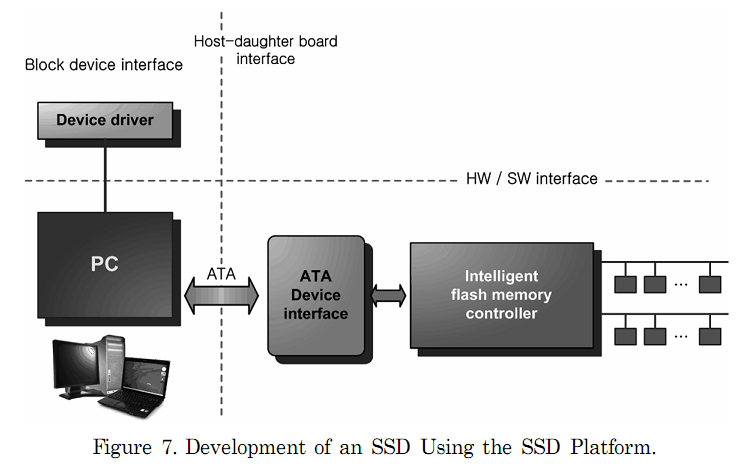 Host-daughter board
interface
Block device interface
Device driver
HW / SW interface
PC
ATA
ATA
Device
interface
Intelligent
flash memory
controller
...
...
Figure 7. Development of an SSD Using the SSD Platform.